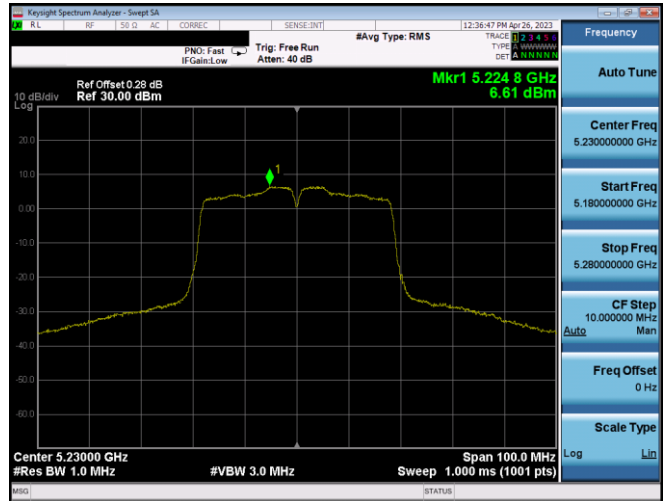 Keysight Spectrum Analyzer - Swept SA
RL RF 50 Ω AC CORREC SENSE:INT 12:36:47 PM Apr 26, 2023
#Avg Type: RMS TRACE 1 2 3 4 5 6
PNO: Fast Trig: Free Run TYPE A WWWWW
IFGain:Low Atten: 40 dB DET A N N N N N
Mkr1 5.224 8 GHz
Ref Offset 0.28 dB
10 dB/div Ref 30.00 dBm 6.61 dBm
Log
20.0
1
10.0
0.00
-10.0
-20.0
-30.0
-40.0
-50.0
-60.0
Center 5.23000 GHz Span 100.0 MHz
#Res BW 1.0 MHz #VBW 3.0 MHz Sweep 1.000 ms (1001 pts)
MSG STATUS
Frequency
Auto Tune
Center Freq
5.230000000 GHz
Start Freq
5.180000000 GHz
Stop Freq
5.280000000 GHz
CF Step
10.000000 MHz
Auto Man
Freq Offset
0 Hz
Scale Type
Log Lin